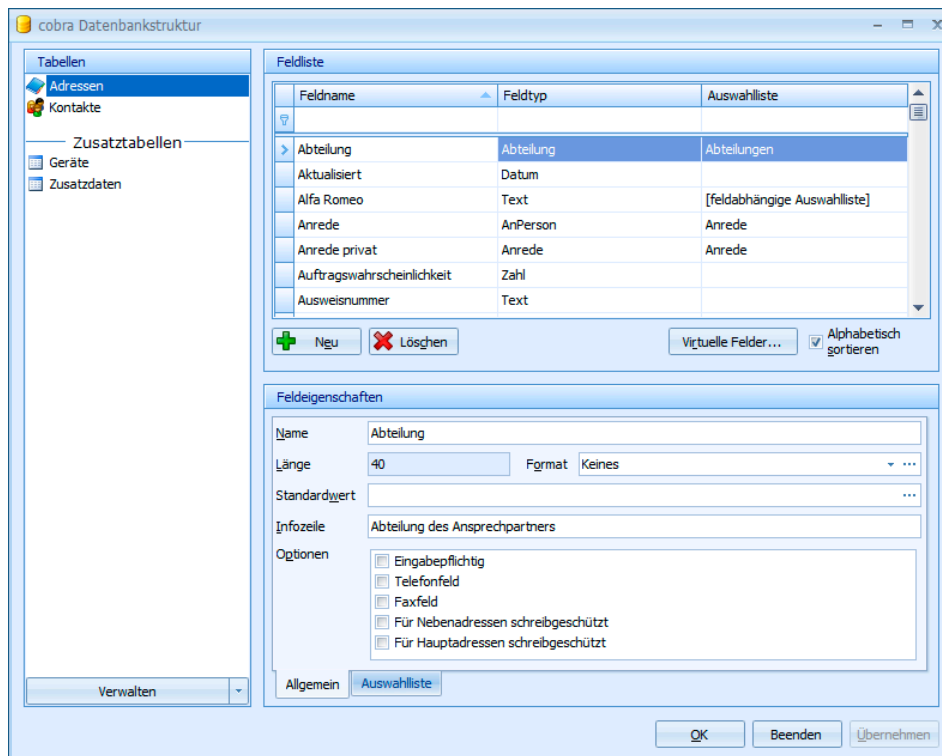 cobra Datenbankstruktur
Tabellen
Adressen
Kontakte
Zusatztabellen
Geräte
Zusatzdaten
Verwalten
Feldliste
Feldname Feldtyp Auswahlliste
Abteilung Abteilung Abteilungen
Aktualisiert Datum
Alfa Romeo Text [feldabhängige Auswahlliste]
Anrede AnPerson Anrede
Anrede privat Anrede Anrede
Auftragswahrscheinlichkeit Zahl
Ausweisnummer Text
Neu Löschen Virtuelle Felder... Alphabetisch
sortieren
Feldeigenschaften
Name Abteilung
Länge 40 Format Keines
Standardwert
Infozeile Abteilung des Ansprechpartners
Optionen
Eingabepflichtig
Telefonfeld
Faxfeld
Für Nebenadressen schreibgeschützt
Für Hauptadressen schreibgeschützt
Allgemein Auswahlliste
OK Beenden Übernehmen